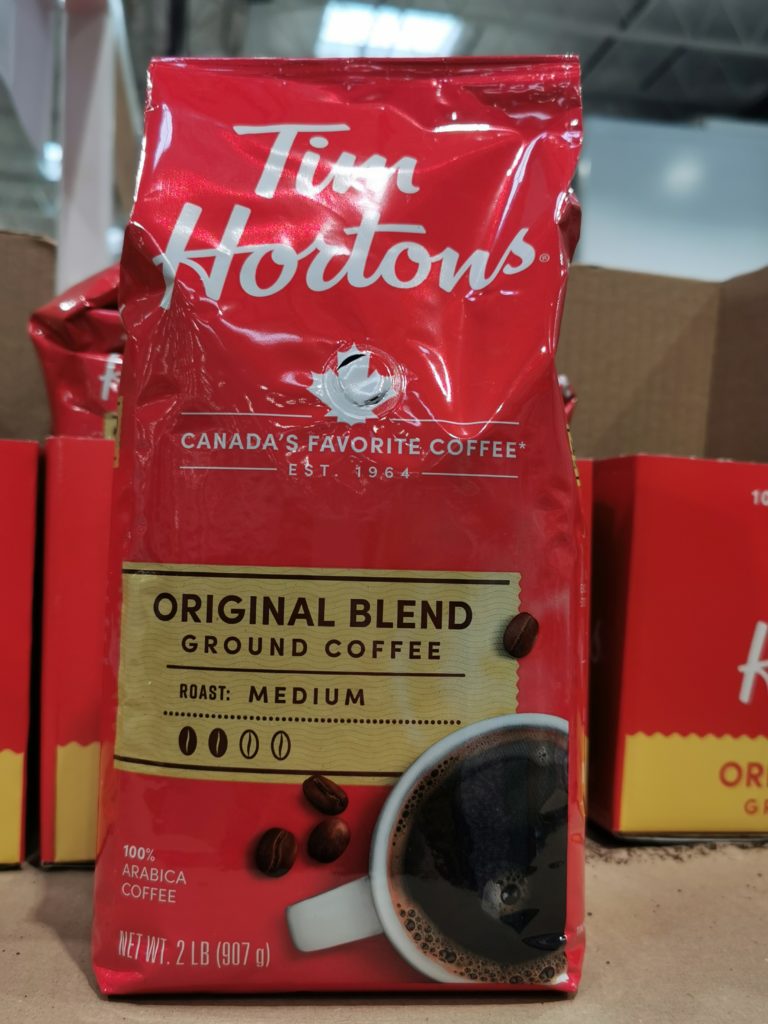 Tim
Hortons®
CANADA'S FAVORITE COFFEE*
EST. 1964
ORIGINAL BLEND
GROUND COFFEE
ROAST: MEDIUM
100%
ARABICA
COFFEE
NET WT. 2 LB (907 g)